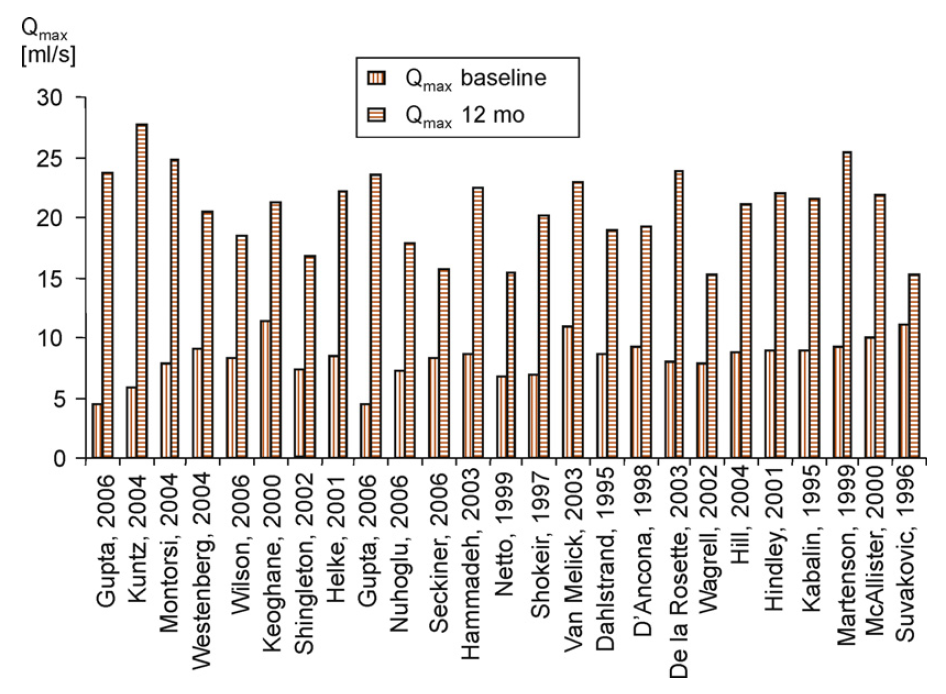 Qmax
[ml/s]
Qmax baseline
Qmax 12 mo
30
25
20
15
10
5
0
Gupta, 2006
Kuntz, 2004
Montorsi, 2004
Westenberg, 2004
Wilson, 2006
Keoghane, 2000
Shingleton, 2002
Helke, 2001
Gupta, 2006
Nuhoglu, 2006
Seckiner, 2006
Hammadeh, 2003
Netto, 1999
Shokeir, 1997
Van Melick, 2003
Dahlstrand, 1995
D'Ancona, 1998
De la Rosette, 2003
Wagrell, 2002
Hill, 2004
Hindley, 2001
Kabalin, 1995
Martenson, 1999
McAllister, 2000
Suvakovic, 1996